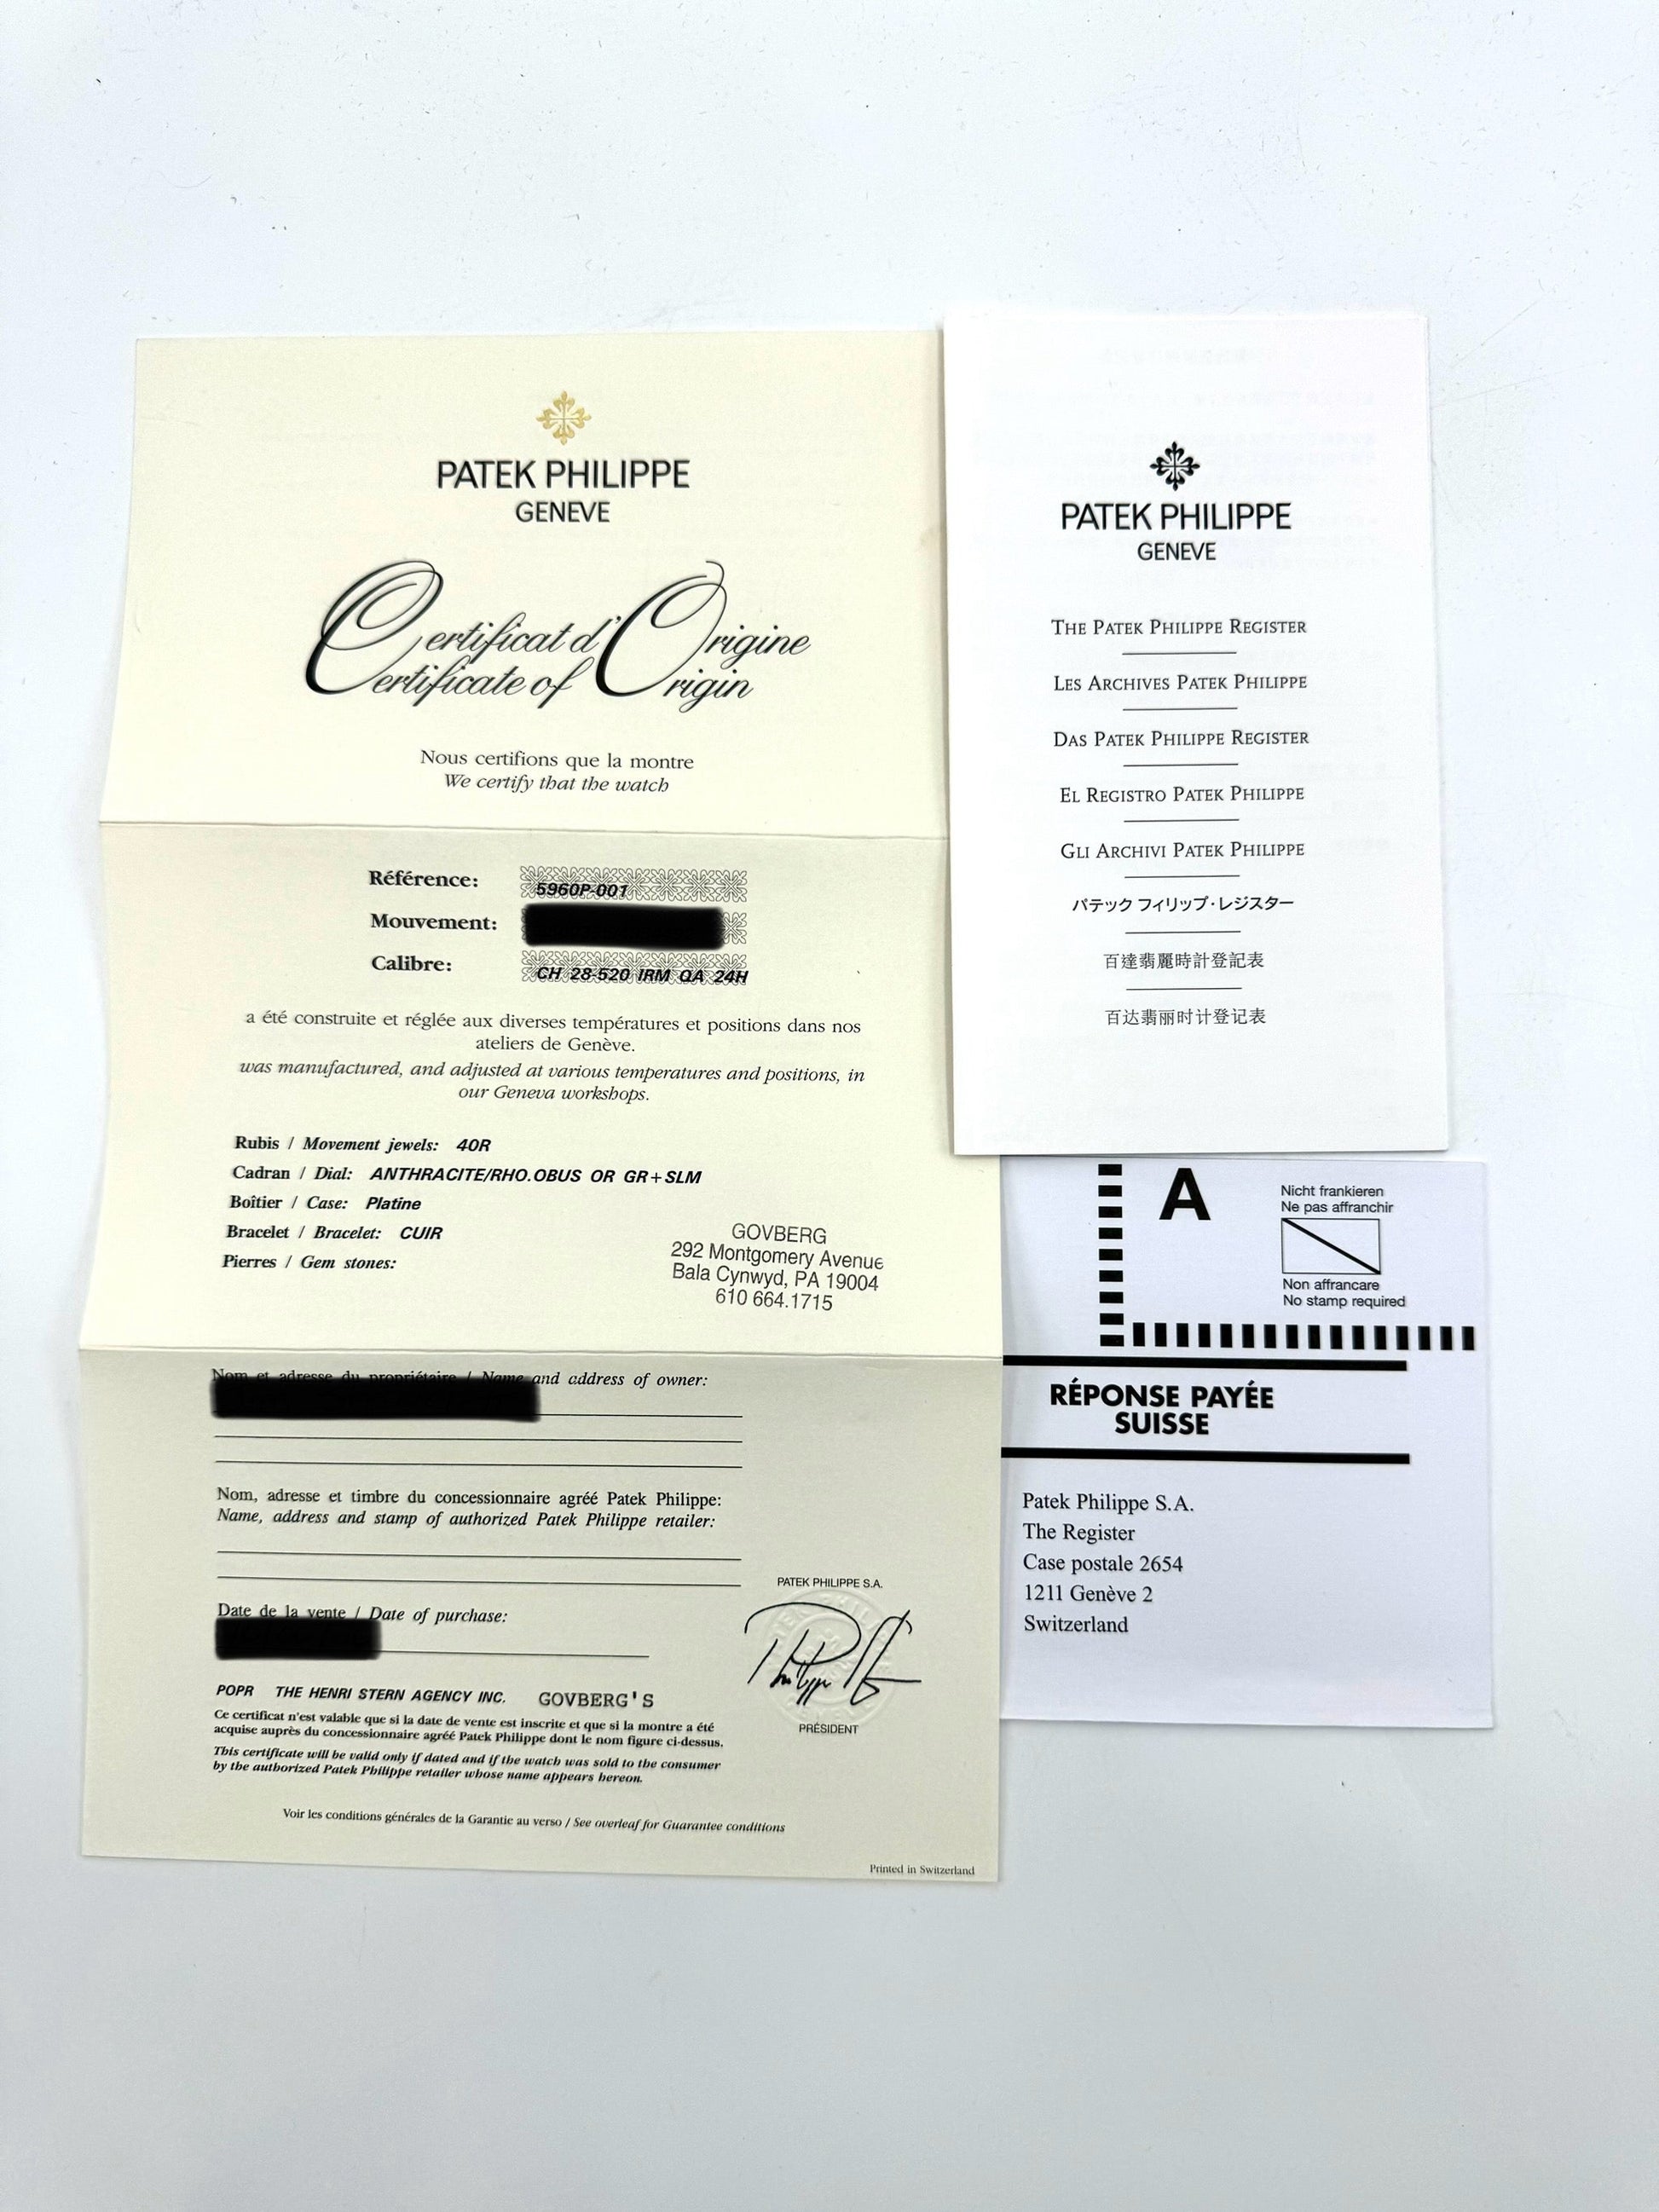 PATEK PHILIPPE
GENEVE
Certificat d'Origine
Certificate of Origin
Nous certifions que la montre
We certify that the watch
Référence: 5960P-001
Mouvement:
Calibre: CH 28-520 IRM QA 24H
a été construite et réglée aux diverses températures et positions dans nos
ateliers de Genève.
was manufactured, and adjusted at various temperatures and positions, in
our Geneva workshops.
Rubis / Movement jewels: 40R
Cadran / Dial: ANTHRACITE/RHO.OBUS OR GR+SLM
Boîtier / Case: Platine
Bracelet / Bracelet: CUIR
Pierres / Gem stones:
GOVBERG
292 Montgomery Avenue
Bala Cynwyd, PA 19004
610 664.1715
Nom et adresse du propriétaire / Name and address of owner:
Nom, adresse et timbre du concessionnaire agréé Patek Philippe:
Name, address and stamp of authorized Patek Philippe retailer:
Date de la vente / Date of purchase:
PATEK PHILIPPE S.A.
PRÉSIDENT
POPR THE HENRI STERN AGENCY INC. GOVBERG'S
Ce certificat n'est valable que si la date de vente est inscrite et que si la montre a été
acquise auprès du concessionnaire agréé Patek Philippe dont le nom figure ci-dessus.
This certificate will be valid only if dated and if the watch was sold to the consumer
by the authorized Patek Philippe retailer whose name appears hereon.
Voir les conditions générales de la Garantie au verso / See overleaf for Guarantee conditions
Printed in Switzerland
PATEK PHILIPPE
GENEVE
THE PATEK PHILIPPE REGISTER
LES ARCHIVES PATEK PHILIPPE
DAS PATEK PHILIPPE REGISTER
EL REGISTRO PATEK PHILIPPE
GLI ARCHIVI PATEK PHILIPPE
パテック フィリップ・レジスター
百達翡麗時計登記表
百达翡丽时计登记表
A
Nicht frankieren
Ne pas affranchir
Non affrancare
No stamp required
RÉPONSE PAYÉE
SUISSE
Patek Philippe S.A.
The Register
Case postale 2654
1211 Genève 2
Switzerland